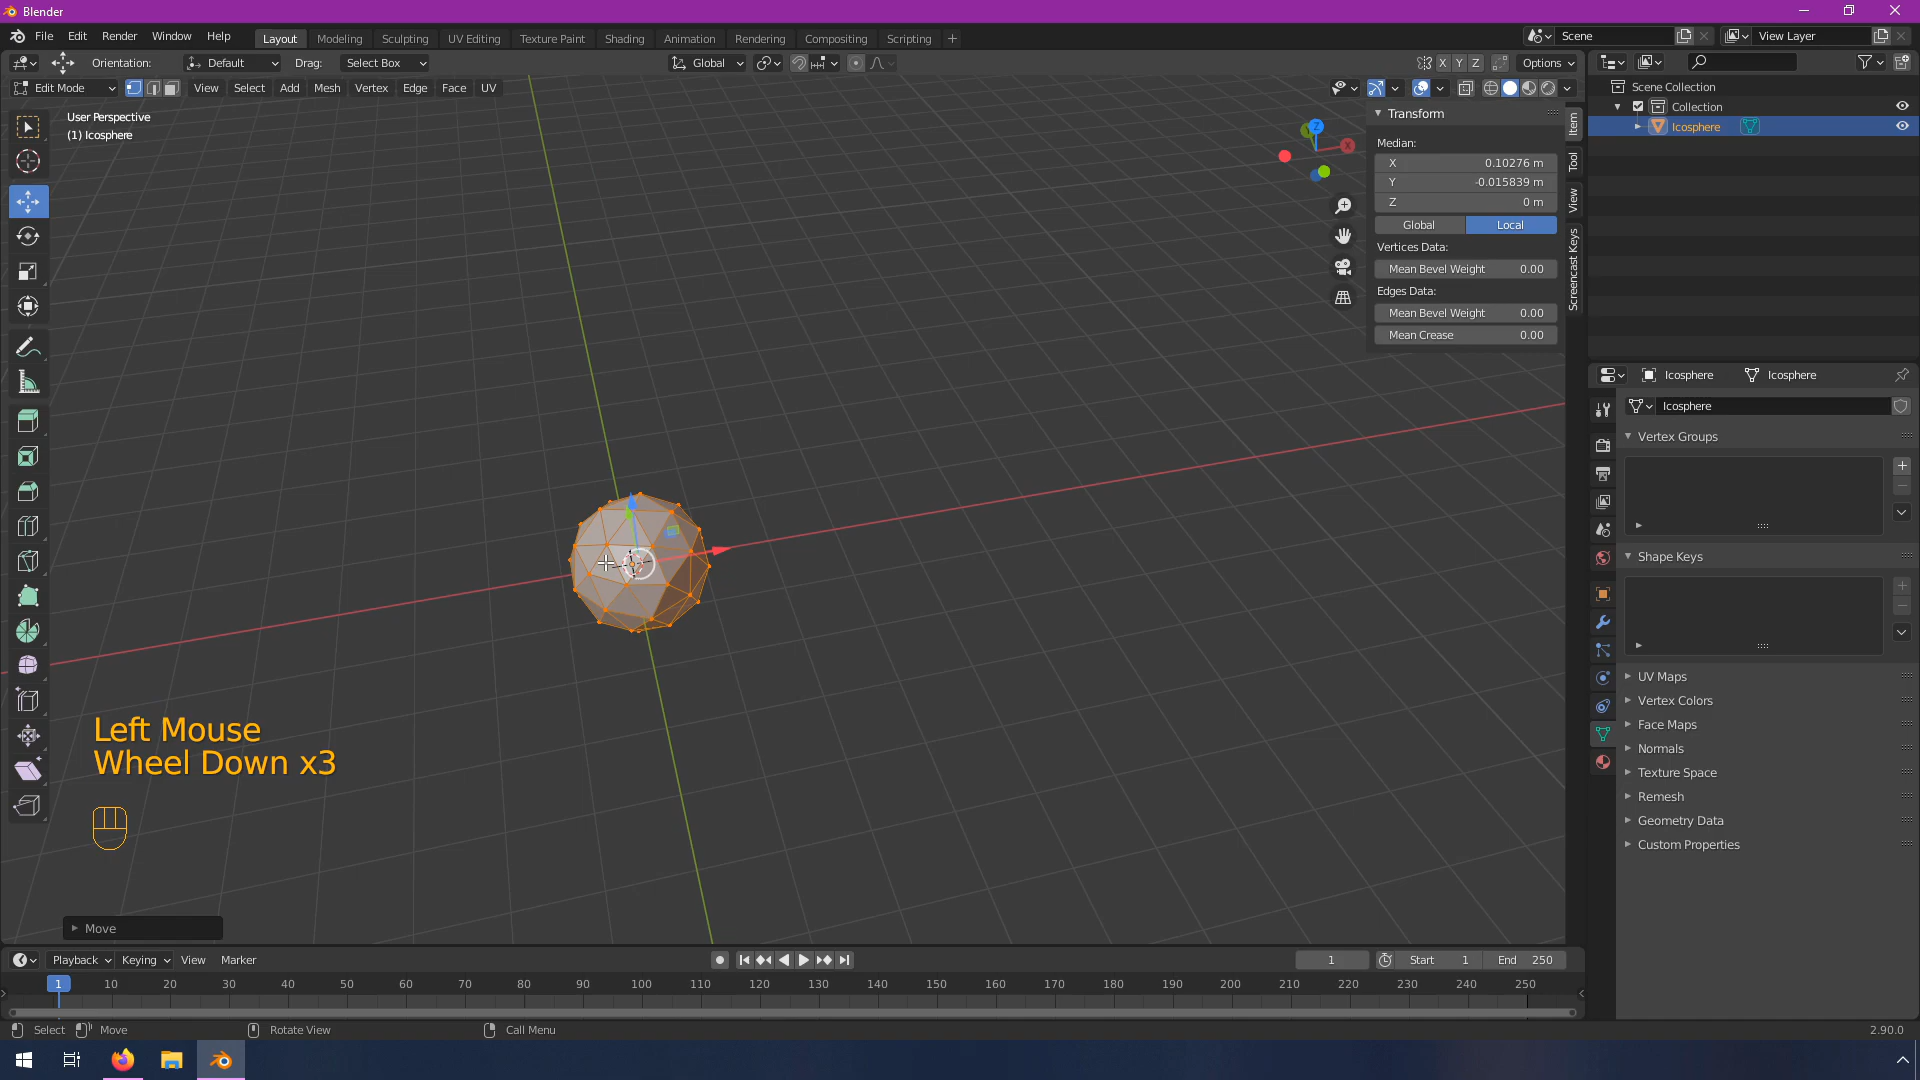 Blender
File Edit Render Window Help
Layout Modeling Sculpting UV Editing Texture Paint Shading Animation Rendering Compositing Scripting +
Scene
View Layer
Orientation: Default Drag: Select Box
Global
X Y Z Options
Edit Mode View Select Add Mesh Vertex Edge Face UV
User Perspective
(1) Icosphere
Z
X
Transform
Median:
X 0.10276 m
Y -0.015839 m
Z 0 m
Global Local
Vertices Data:
Mean Bevel Weight 0.00
Edges Data:
Mean Bevel Weight 0.00
Mean Crease 0.00
Item
Tool
View
Screencast Keys
Scene Collection
Collection
Icosphere
Icosphere Icosphere
Icosphere
Vertex Groups
Shape Keys
UV Maps
Vertex Colors
Face Maps
Normals
Texture Space
Remesh
Geometry Data
Custom Properties
Left Mouse
Wheel Down x3
Move
Playback Keying View Marker
1
Start 1 End 250
1 10 20 30 40 50 60 70 80 90 100 110 120 130 140 150 160 170 180 190 200 210 220 230 240 250
Select Move Rotate View Call Menu
2.90.0